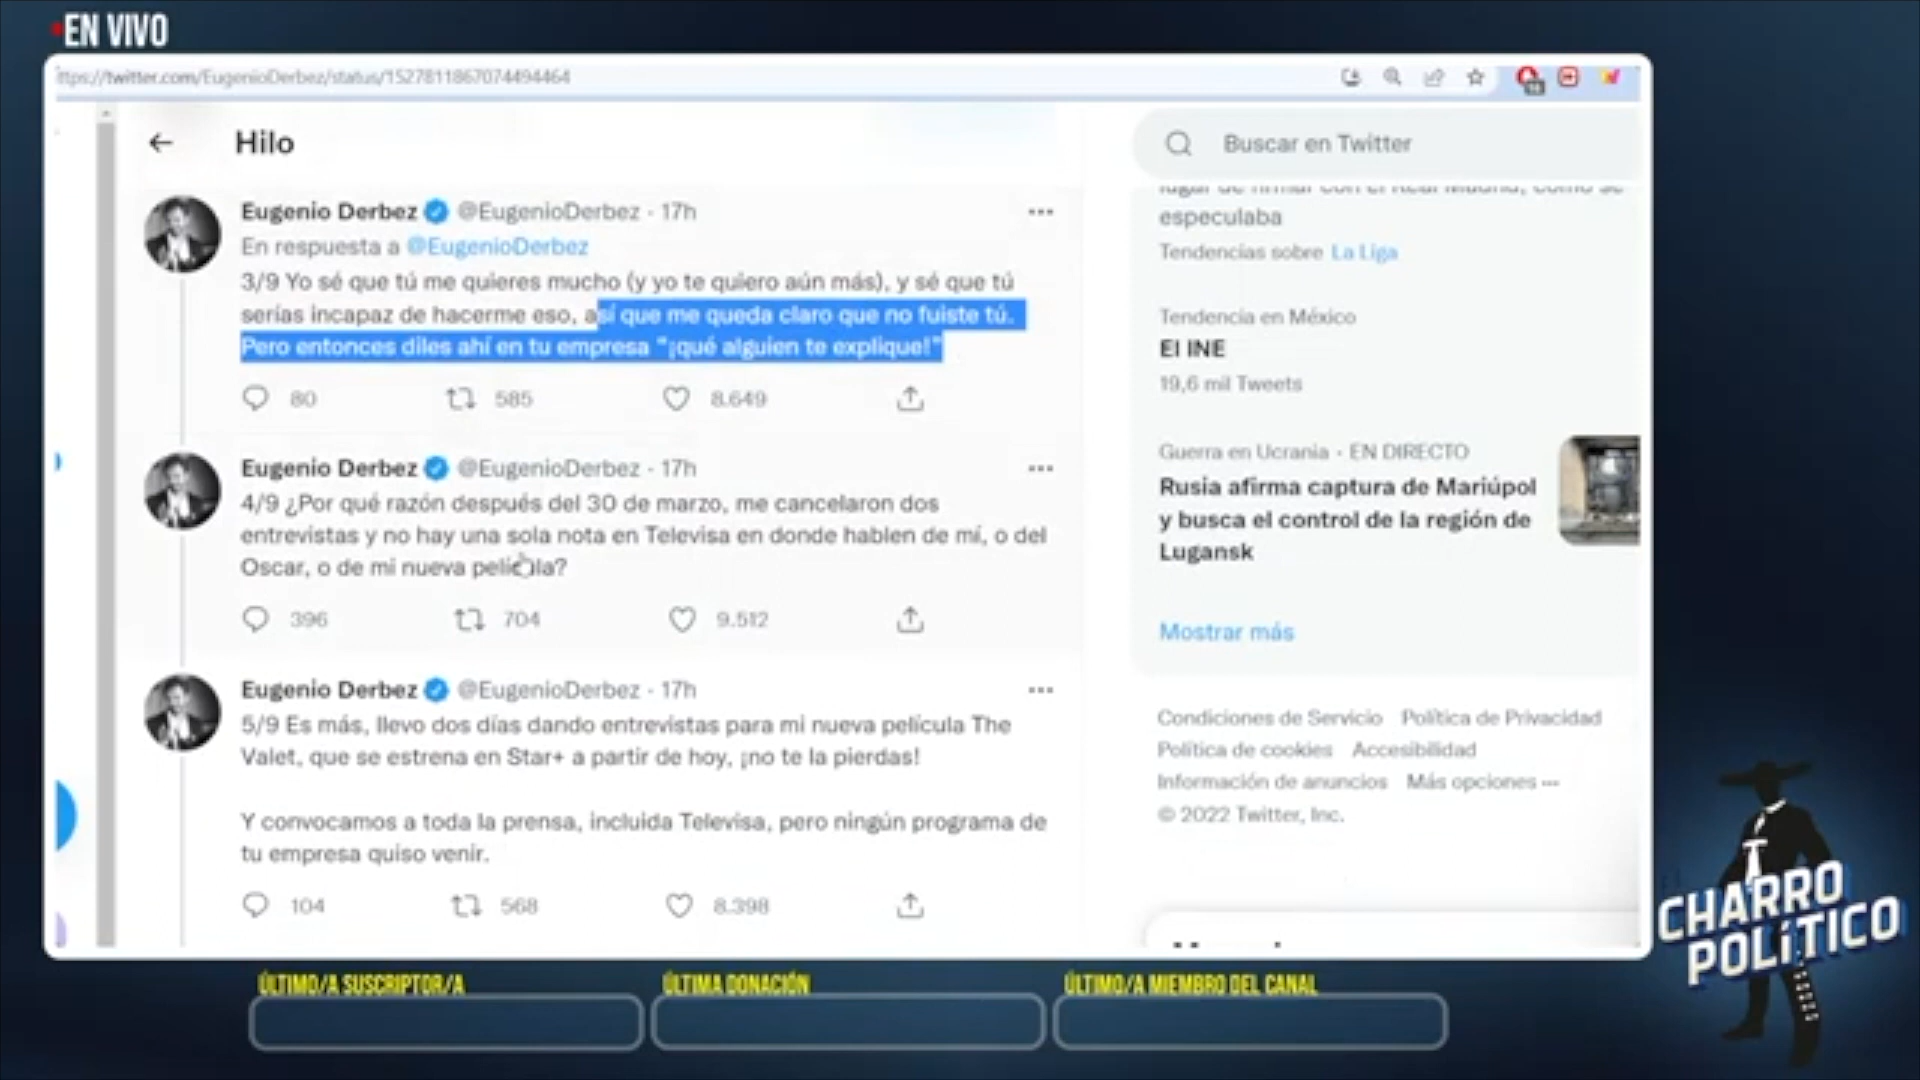 EN VIVO
ttps://twitter.com/EugenioDerbez/status/1527811867074494464
Hilo
Buscar en Twitter
Eugenio Derbez @EugenioDerbez · 17h
En respuesta a @EugenioDerbez
3/9 Yo sé que tú me quieres mucho (y yo te quiero aún más), y sé que tú
serías incapaz de hacerme eso, así que me queda claro que no fuiste tú.
Pero entonces diles ahí en tu empresa "¡qué alguien te explique!"
80 585 8.649
Eugenio Derbez @EugenioDerbez · 17h
4/9 ¿Por qué razón después del 30 de marzo, me cancelaron dos
entrevistas y no hay una sola nota en Televisa en donde hablen de mí, o del
Oscar, o de mi nueva película?
396 704 9.512
Eugenio Derbez @EugenioDerbez · 17h
5/9 Es más, llevo dos días dando entrevistas para mi nueva película The
Valet, que se estrena en Star+ a partir de hoy, ¡no te la pierdas!
Y convocamos a toda la prensa, incluida Televisa, pero ningún programa de
tu empresa quiso venir.
104 568 8.398
lugar de firmar con el Real Madrid, como se
especulaba
Tendencias sobre La Liga
Tendencia en México
El INE
19,6 mil Tweets
Guerra en Ucrania · EN DIRECTO
Rusia afirma captura de Mariúpol
y busca el control de la región de
Lugansk
Mostrar más
Condiciones de Servicio Política de Privacidad
Política de cookies Accesibilidad
Información de anuncios Más opciones ···
© 2022 Twitter, Inc.
CHARRO
POLÍTICO
ÚLTIMO/A SUSCRIPTOR/A
ÚLTIMA DONACIÓN
ÚLTIMO/A MIEMBRO DEL CANAL